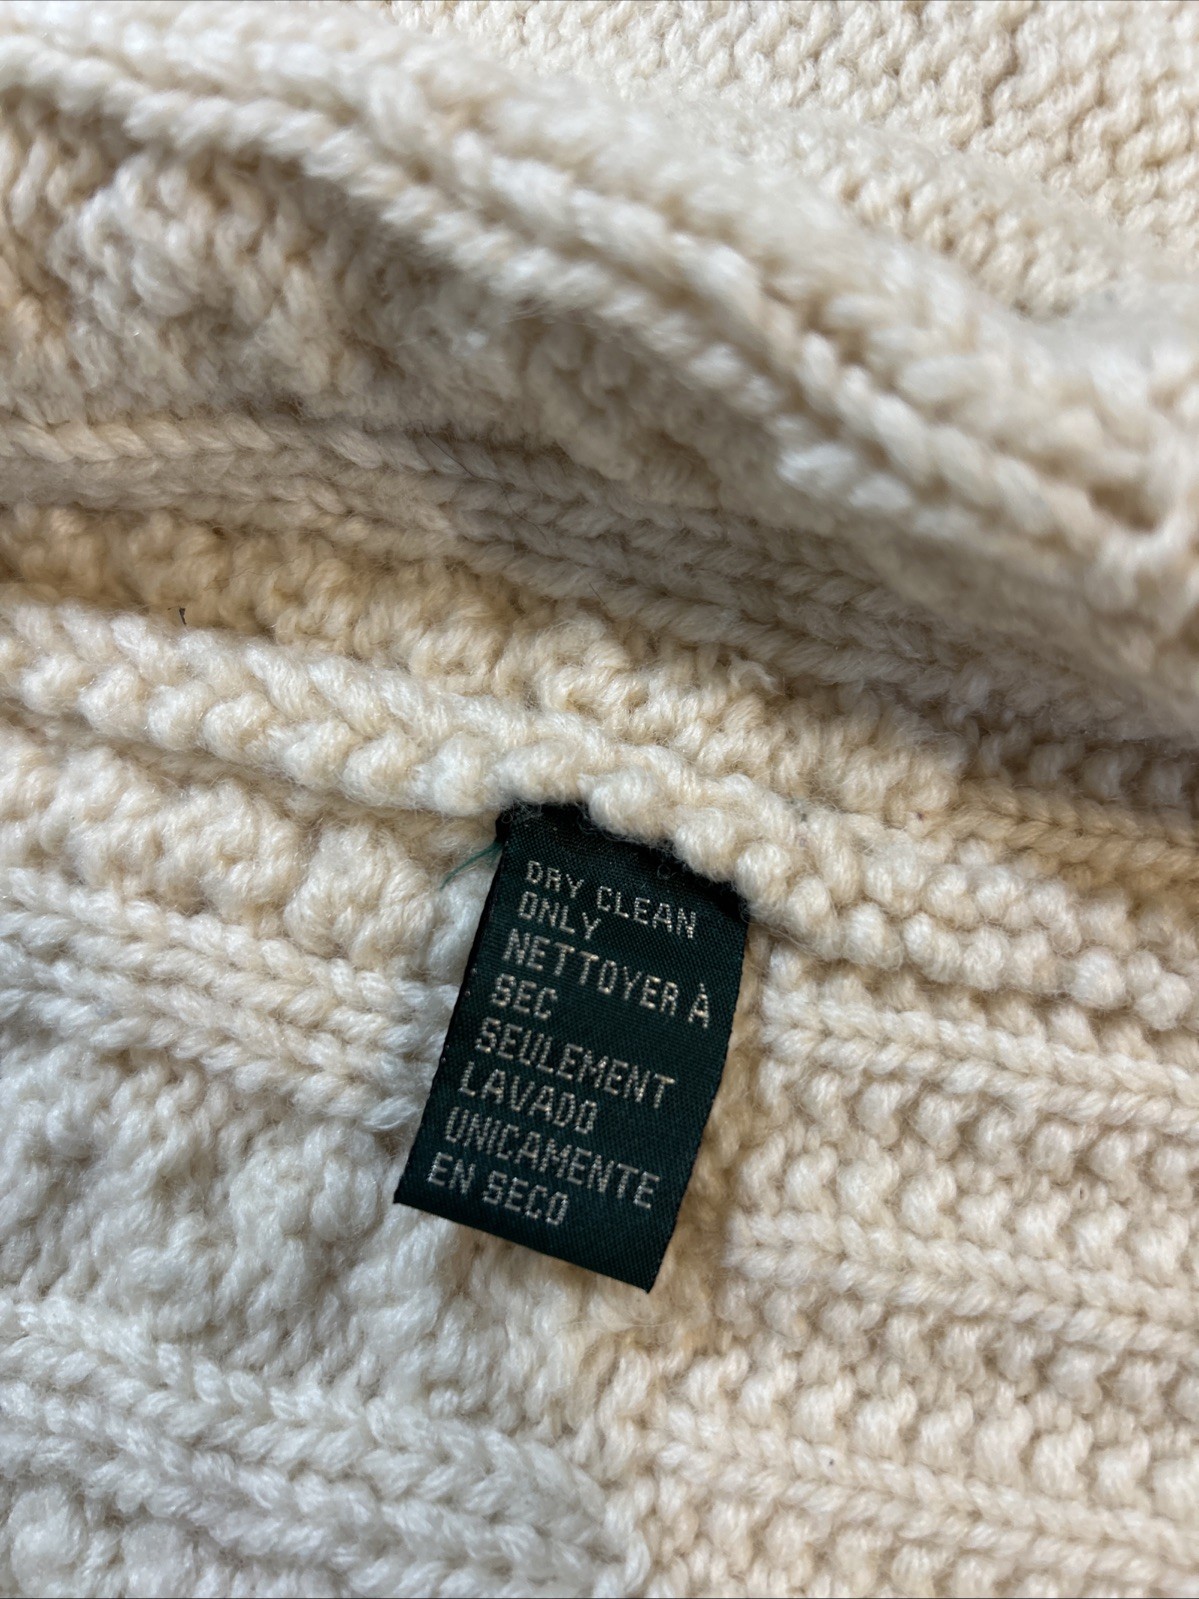 DRY CLEAN
ONLY
NETTOYER À
SEC
SEULEMENT
LAVADO
UNICAMENTE
EN SECO